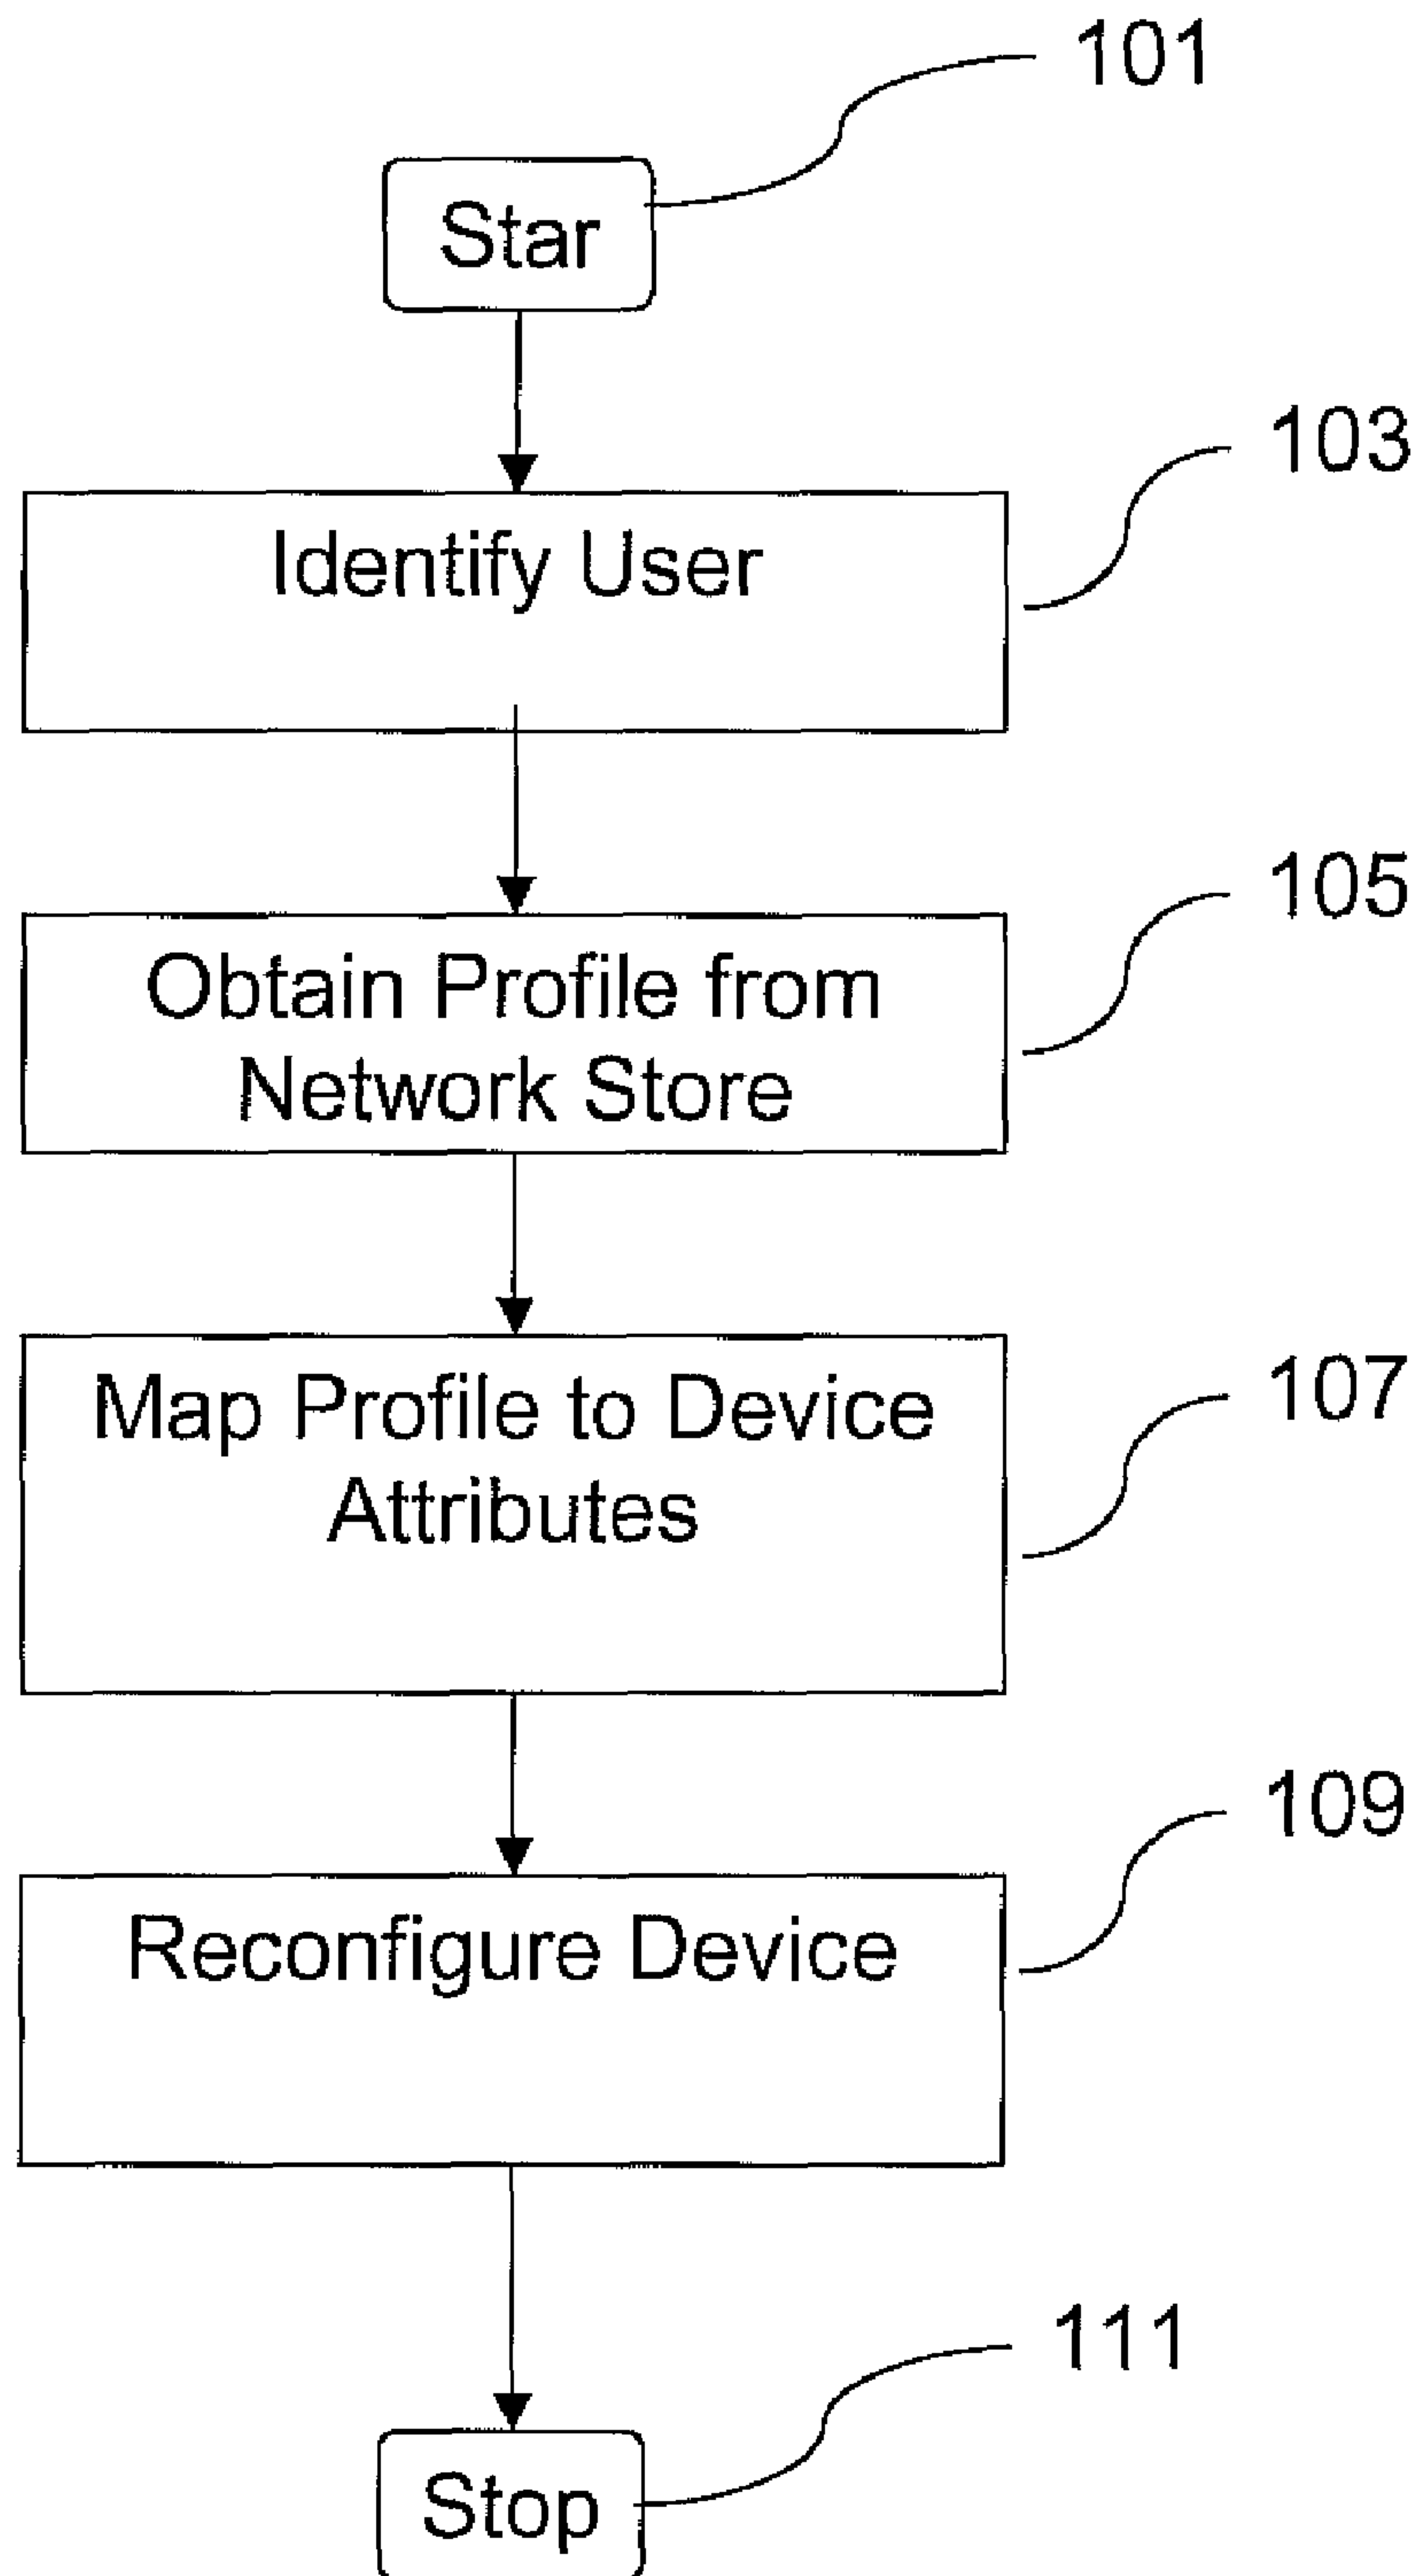 101
Star
103
Identify User
105
Obtain Profile from
Network Store
107
Map Profile to Device
Attributes
109
Reconfigure Device
111
Stop